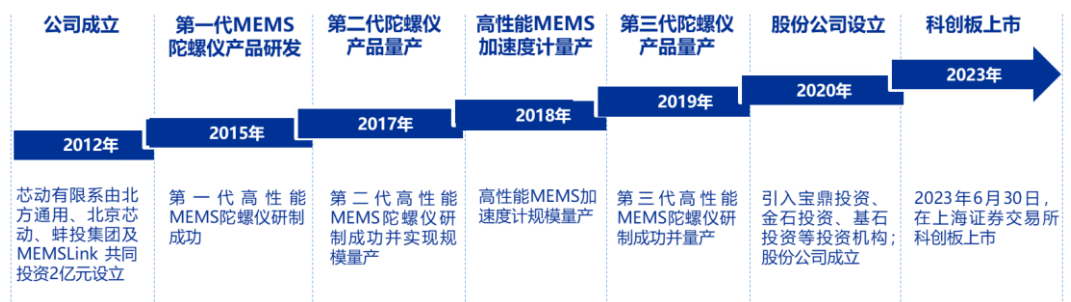 公司成立
第一代MEMS
陀螺仪产品研发
第二代陀螺仪
产品量产
高性能MEMS
加速度计量产
第三代陀螺仪
产品量产
股份公司设立
科创板上市
2012年
2015年
2017年
2018年
2019年
2020年
2023年
芯动有限系由北
方通用、北京芯
动、蚌投集团及
MEMSLink 共同
投资2亿元设立
第一代高性能
MEMS陀螺仪研制
成功
第二代高性能
MEMS陀螺仪研
制成功并实现规
模量产
高性能MEMS加
速度计规模量产
第三代高性能
MEMS陀螺仪研
制成功并量产
引入宝鼎投资、
金石投资、基石
投资等投资机构；
股份公司成立
2023年6月30日，
在上海证券交易所
科创板上市